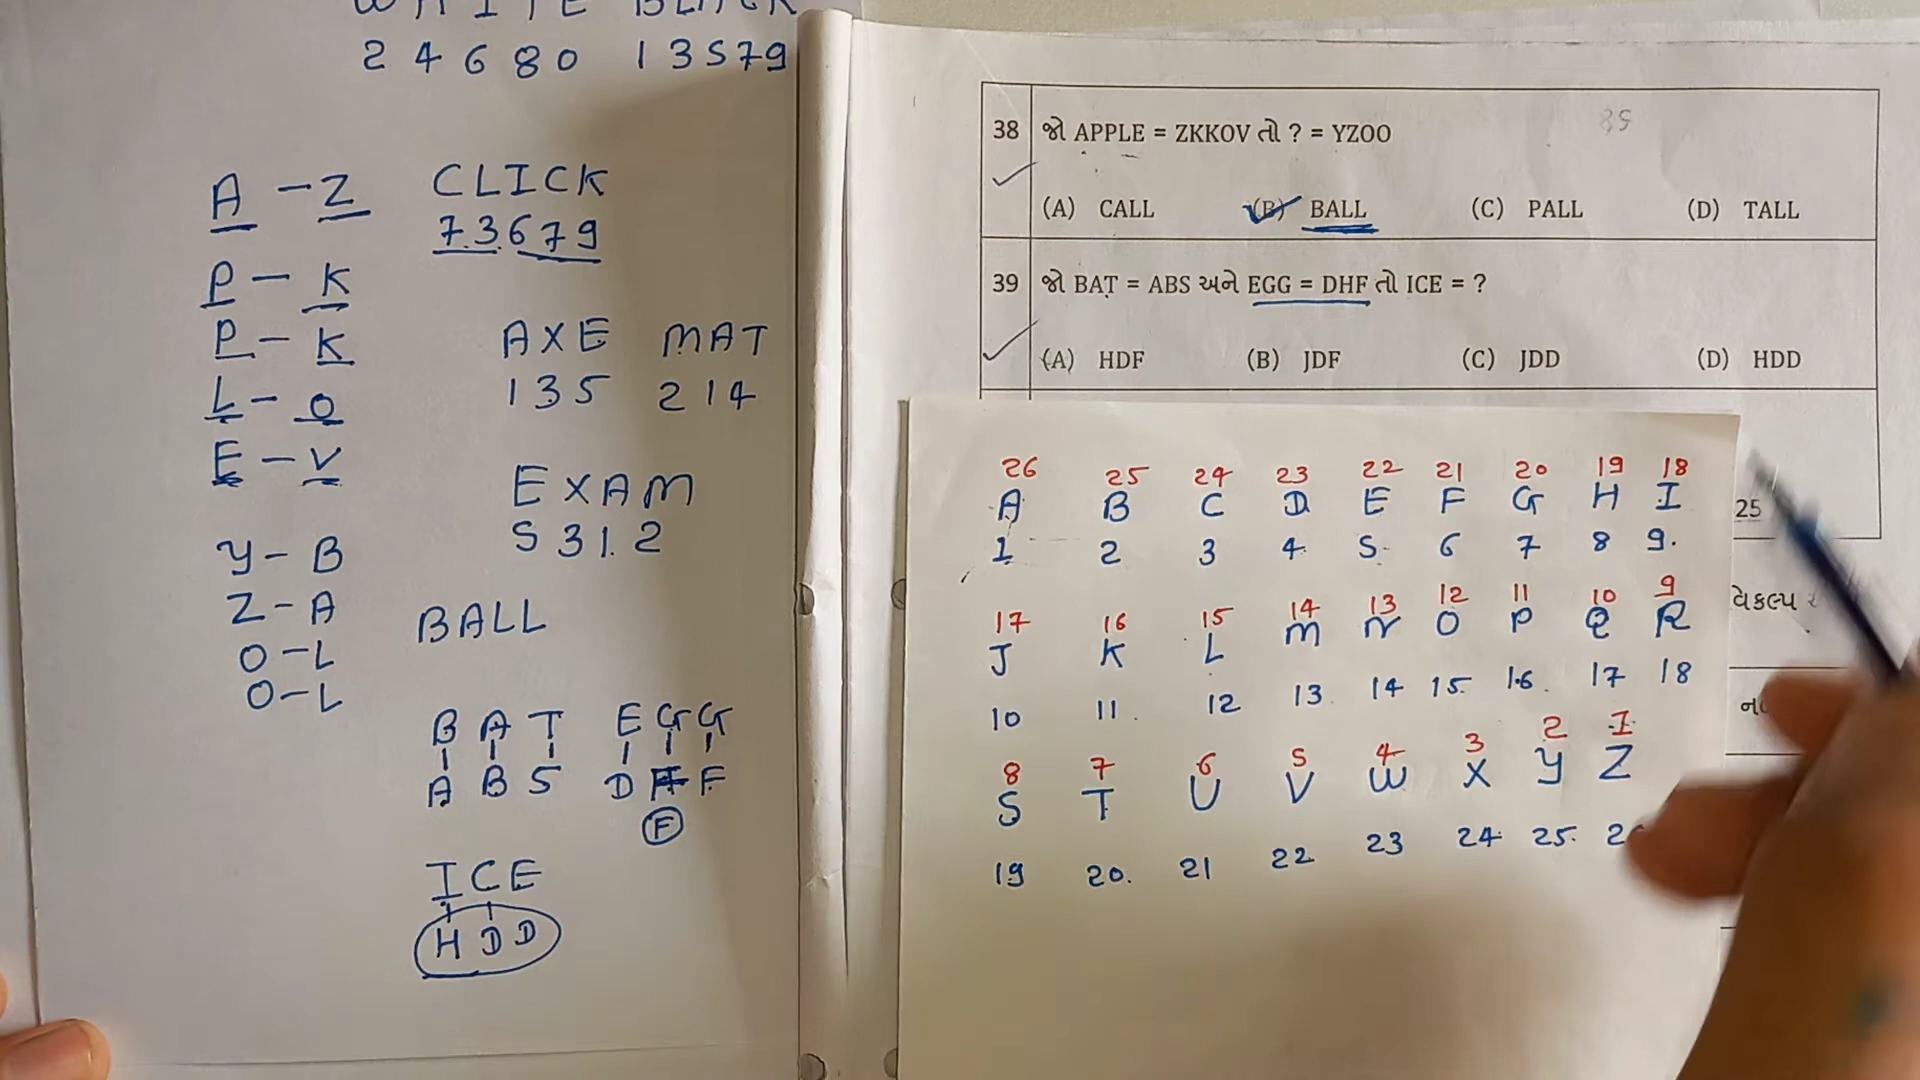 2 4 6 8 0 1 3 5 7 9
A - Z
P - K
P - K
L - O
E - V
Y - B
Z - A
O - L
O - L
CLICK
73679
AXE MAT
135 214
EXAM
5312
BALL
B A T E G G
A B S D F
F
ICE
HDD
38 જો APPLE = ZKKOV તો ? = YZOO
(A) CALL (B) BALL (C) PALL (D) TALL
39 જો BAT = ABS અને EGG = DHF તો ICE = ?
(A) HDF (B) JDF (C) JDD (D) HDD
26 25 24 23 22 21 20 19 18
A B C D E F G H I
1 2 3 4 5 6 7 8 9
17 16 15 14 13 12 11 10 9
J K L M N O P Q R
10 11 12 13 14 15 16 17 18
8 7 6 5 4 3 2 1
S T U V W X Y Z
19 20 21 22 23 24 25
25